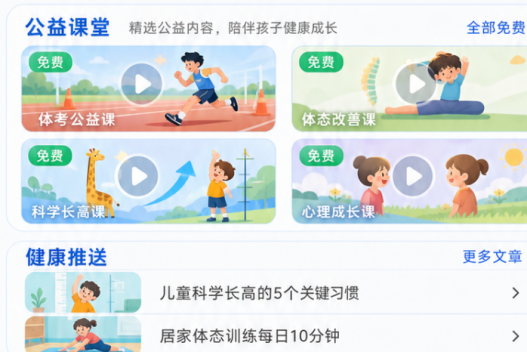 公益课堂 精选公益内容，陪伴孩子健康成长 全部免费
免费 免费
体考公益课 体态改善课
免费 免费
科学长高课 心理成长课
健康推送 更多文章
儿童科学长高的5个关键习惯
居家体态训练每日10分钟